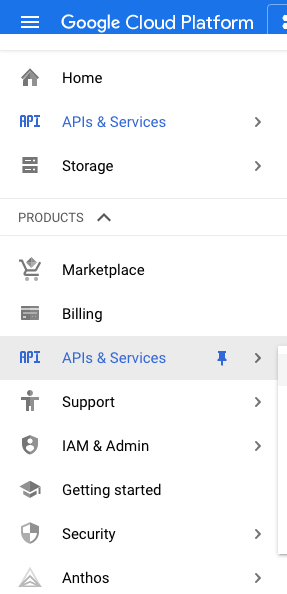 Google Cloud Platform
Home
API APIs & Services
Storage
PRODUCTS
Marketplace
Billing
API APIs & Services
Support
IAM & Admin
Getting started
Security
Anthos